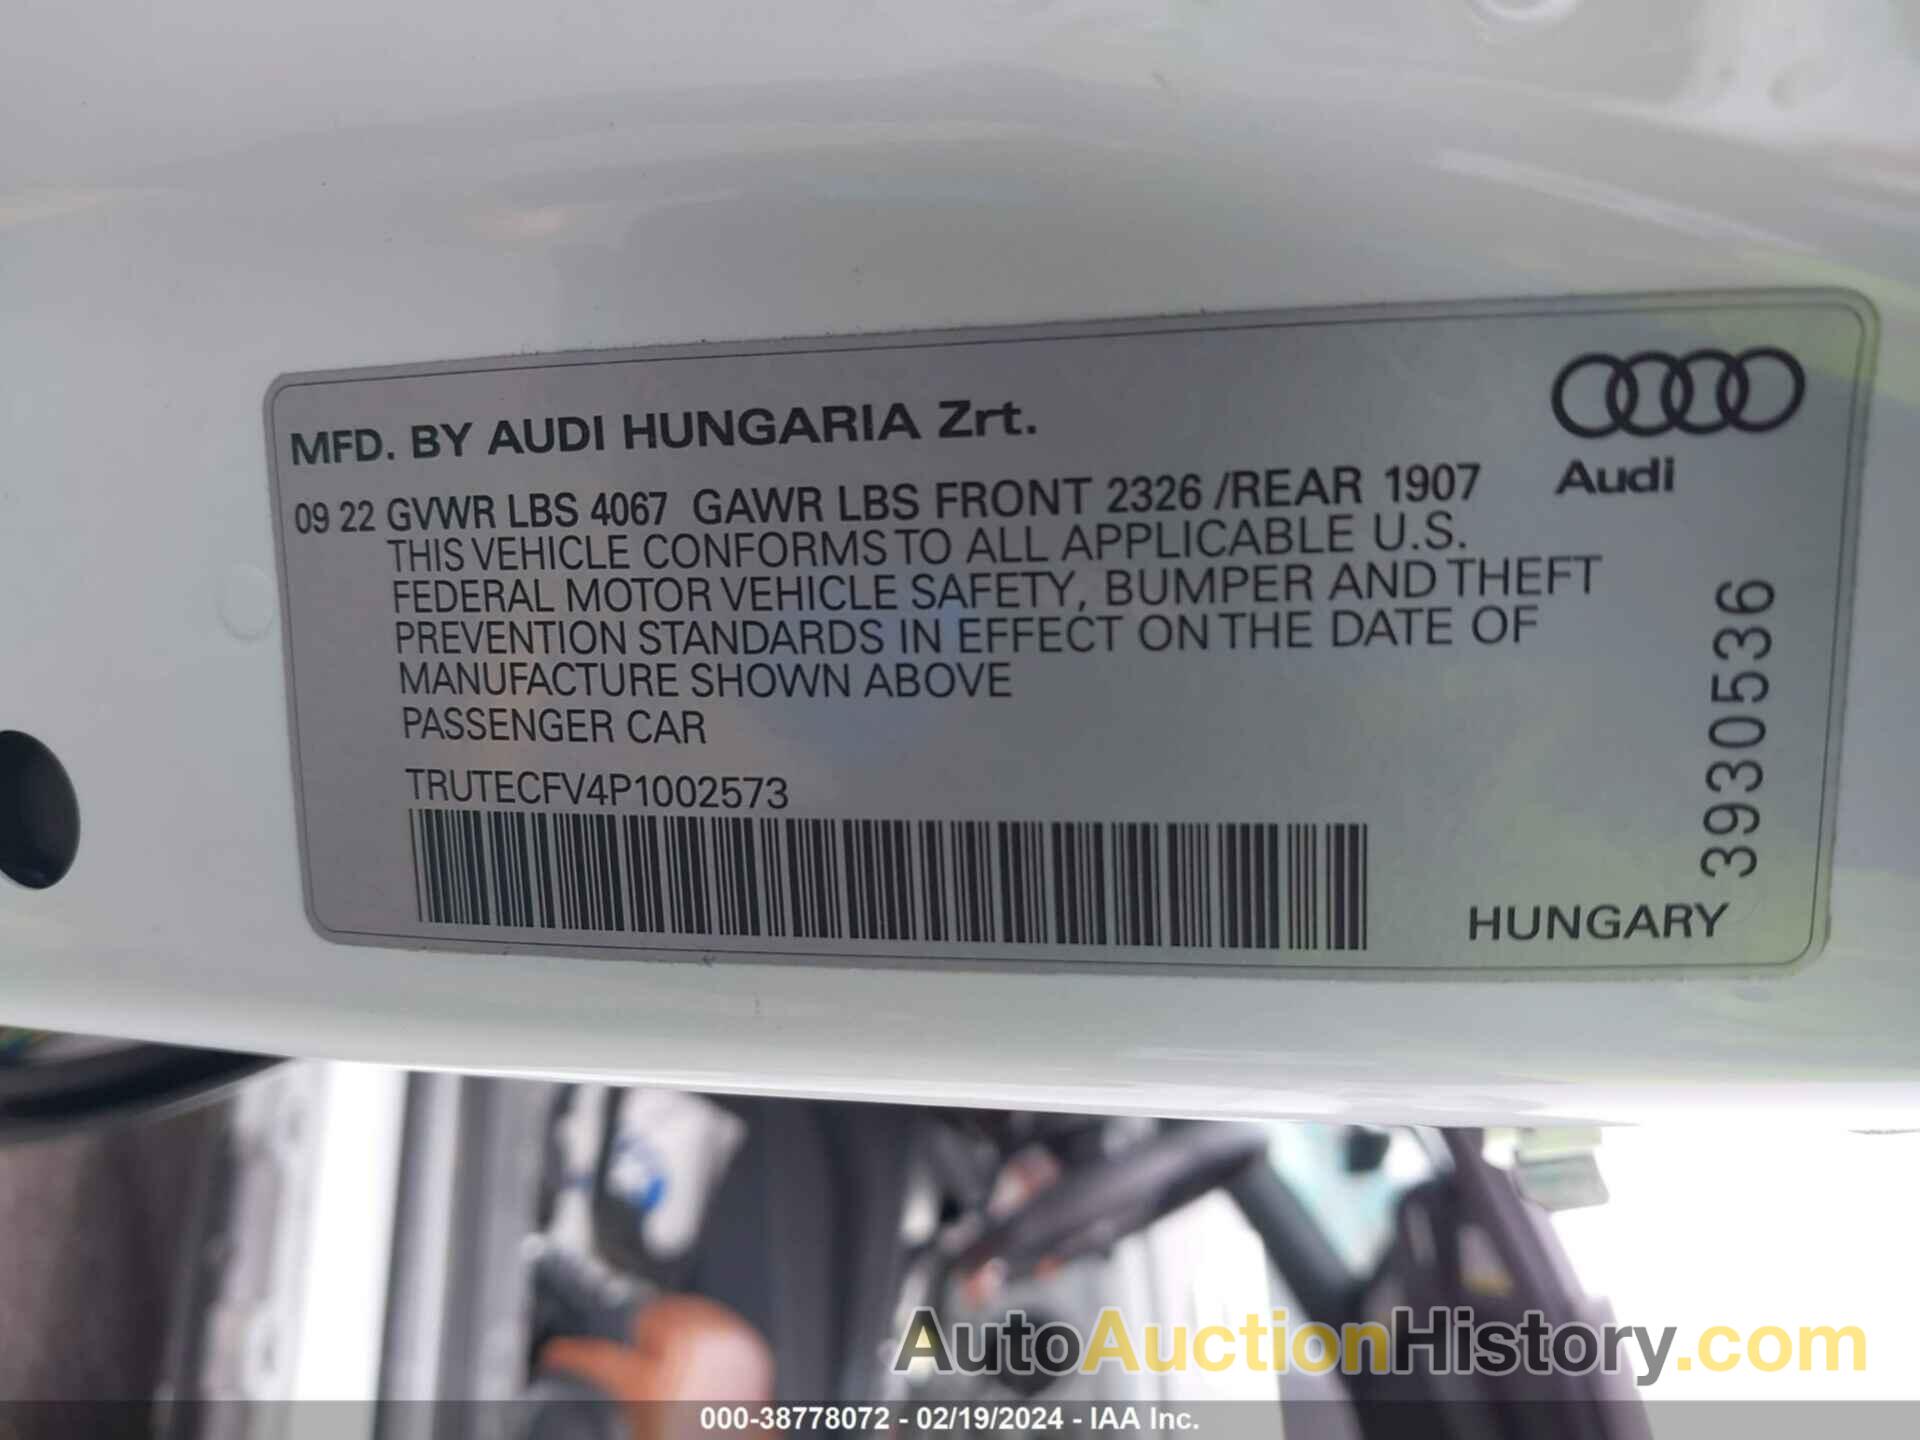 MFD. BY AUDI HUNGARIA Zrt.
Audi
09 22 GVWR LBS 4067 GAWR LBS FRONT 2326 /REAR 1907
THIS VEHICLE CONFORMS TO ALL APPLICABLE U.S.
FEDERAL MOTOR VEHICLE SAFETY, BUMPER AND THEFT
PREVENTION STANDARDS IN EFFECT ON THE DATE OF
MANUFACTURE SHOWN ABOVE
PASSENGER CAR
TRUTECFV4P1002573
3930536
HUNGARY
AutoAuctionHistory.com
000-38778072 - 02/19/2024 - IAA Inc.